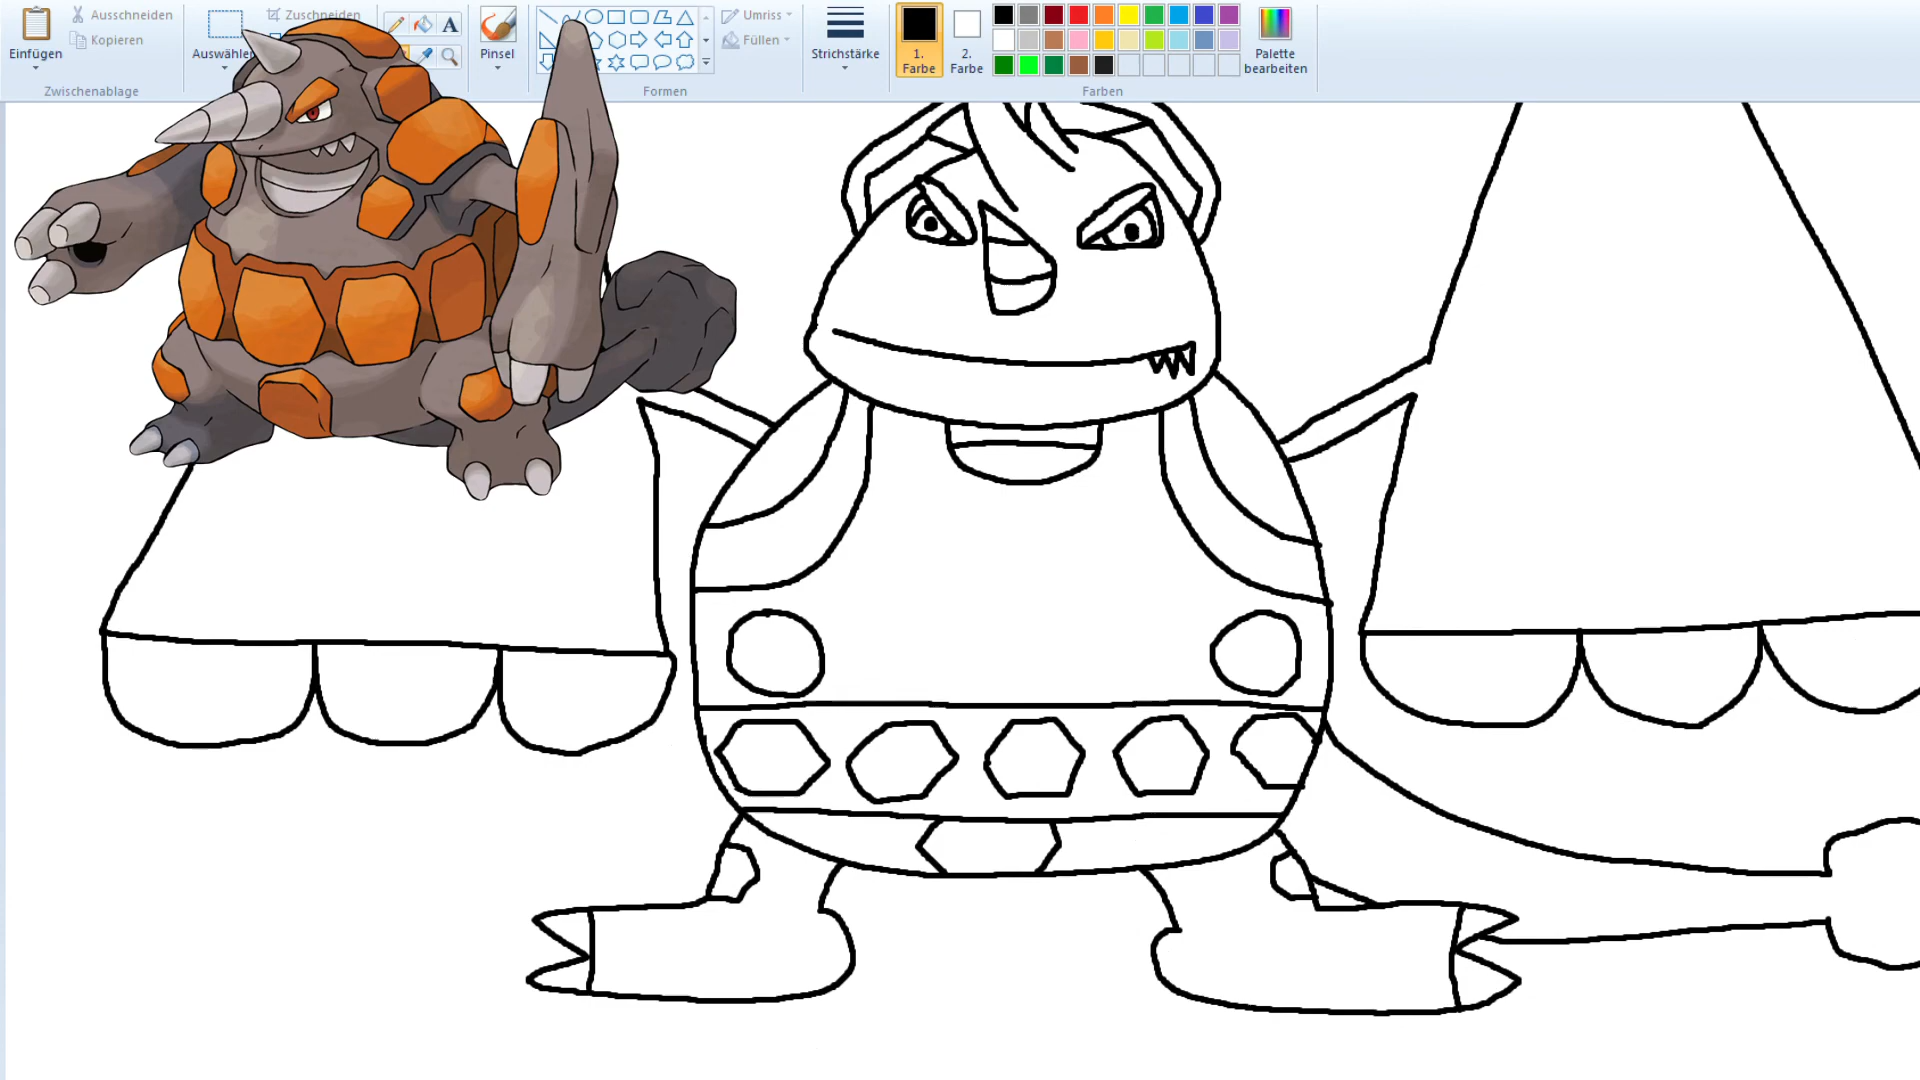 Ausschneiden
Kopieren
Einfügen
Zwischenablage
Zuschneiden
Auswählen
A
Pinsel
Formen
Umriss
Füllen
Strichstärke
1.
Farbe
2.
Farbe
Palette
bearbeiten
Farben